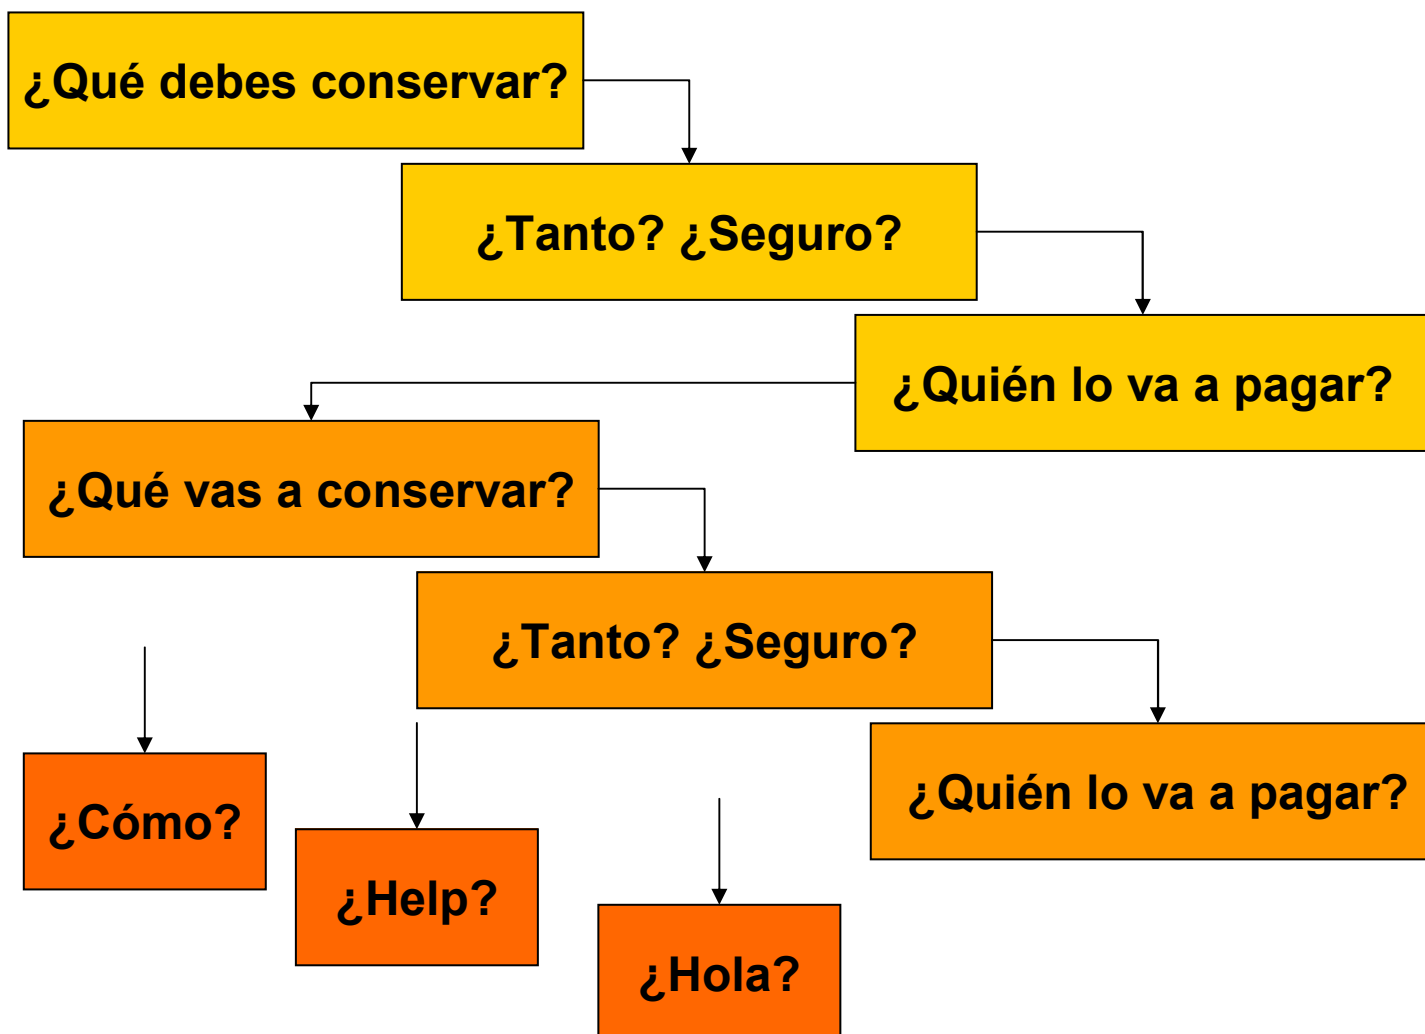 ¿Qué debes conservar?
¿Tanto? ¿Seguro?
¿Quién lo va a pagar?
¿Qué vas a conservar?
¿Tanto? ¿Seguro?
¿Quién lo va a pagar?
¿Cómo?
¿Help?
¿Hola?